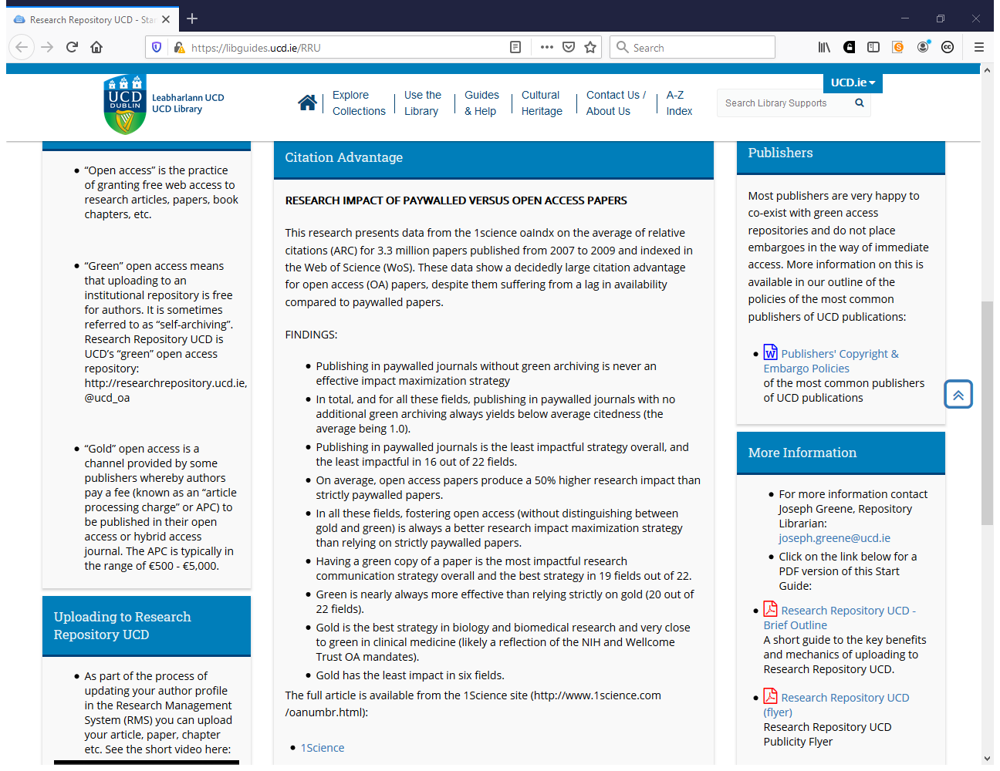 Research Repository UCD - Star
https://libguides.ucd.ie/RRU
Search
UCD
DUBLIN
Leabharlann UCD
UCD Library
Explore
Collections
Use the
Library
Guides
& Help
Cultural
Heritage
Contact Us /
About Us
A-Z
Index
UCD.ie
Search Library Supports
“Open access” is the practice
of granting free web access to
research articles, papers, book
chapters, etc.
“Green” open access means
that uploading to an
institutional repository is free
for authors. It is sometimes
referred to as “self-archiving”.
Research Repository UCD is
UCD’s “green” open access
repository:
http://researchrepository.ucd.ie,
@ucd_oa
“Gold” open access is a
channel provided by some
publishers whereby authors
pay a fee (known as an “article
processing charge” or APC) to
be published in their open
access or hybrid access
journal. The APC is typically in
the range of €500 - €5,000.
Uploading to Research
Repository UCD
As part of the process of
updating your author profile
in the Research Management
System (RMS) you can upload
your article, paper, chapter
etc. See the short video here:
Citation Advantage
RESEARCH IMPACT OF PAYWALLED VERSUS OPEN ACCESS PAPERS
This research presents data from the 1science oaIndx on the average of relative
citations (ARC) for 3.3 million papers published from 2007 to 2009 and indexed in
the Web of Science (WoS). These data show a decidedly large citation advantage
for open access (OA) papers, despite them suffering from a lag in availability
compared to paywalled papers.
FINDINGS:
Publishing in paywalled journals without green archiving is never an
effective impact maximization strategy
In total, and for all these fields, publishing in paywalled journals with no
additional green archiving always yields below average citedness (the
average being 1.0).
Publishing in paywalled journals is the least impactful strategy overall, and
the least impactful in 16 out of 22 fields.
On average, open access papers produce a 50% higher research impact than
strictly paywalled papers.
In all these fields, fostering open access (without distinguishing between
gold and green) is always a better research impact maximization strategy
than relying on strictly paywalled papers.
Having a green copy of a paper is the most impactful research
communication strategy overall and the best strategy in 19 fields out of 22.
Green is nearly always more effective than relying strictly on gold (20 out of
22 fields).
Gold is the best strategy in biology and biomedical research and very close
to green in clinical medicine (likely a reflection of the NIH and Wellcome
Trust OA mandates).
Gold has the least impact in six fields.
The full article is available from the 1Science site (http://www.1science.com
/oanumbr.html):
1Science
Publishers
Most publishers are very happy to
co-exist with green access
repositories and do not place
embargoes in the way of immediate
access. More information on this is
available in our outline of the
policies of the most common
publishers of UCD publications:
Publishers' Copyright &
Embargo Policies
of the most common publishers
of UCD publications
More Information
For more information contact
Joseph Greene, Repository
Librarian:
joseph.greene@ucd.ie
Click on the link below for a
PDF version of this Start
Guide:
Research Repository UCD -
Brief Outline
A short guide to the key benefits
and mechanics of uploading to
Research Repository UCD.
Research Repository UCD
(flyer)
Research Repository UCD
Publicity Flyer